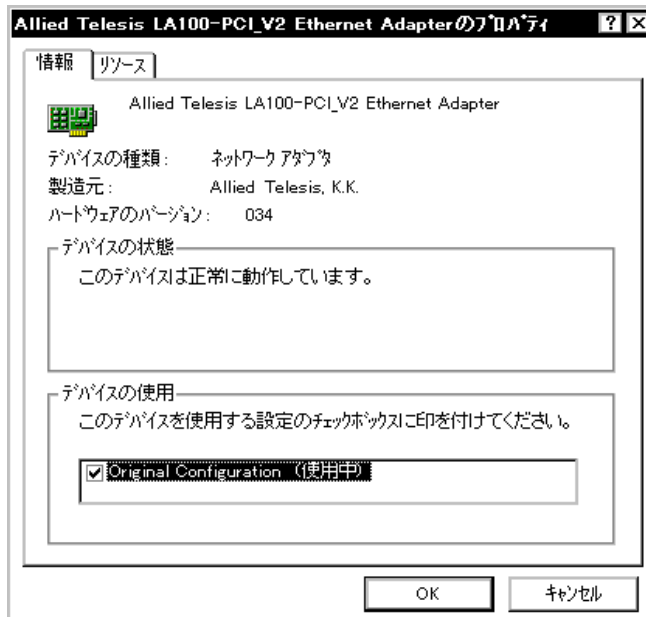 Allied Telesis LA100-PCI_V2 Ethernet Adapterのﾌﾟﾛﾊﾟﾃｨ
情報 ﾘｿｰｽ
Allied Telesis LA100-PCI_V2 Ethernet Adapter
ﾃﾞﾊﾞｲｽの種類: ﾈｯﾄﾜｰｸ ｱﾀﾞﾌﾟﾀ
製造元: Allied Telesis, K.K.
ﾊｰﾄﾞｳｪｱのﾊﾞｰｼﾞｮﾝ: 034
ﾃﾞﾊﾞｲｽの状態
このﾃﾞﾊﾞｲｽは正常に動作しています。
ﾃﾞﾊﾞｲｽの使用
このﾃﾞﾊﾞｲｽを使用する設定のﾁｪｯｸﾎﾞｯｸｽに印を付けてください。
Original Configuration （使用中）
OK ｷｬﾝｾﾙ